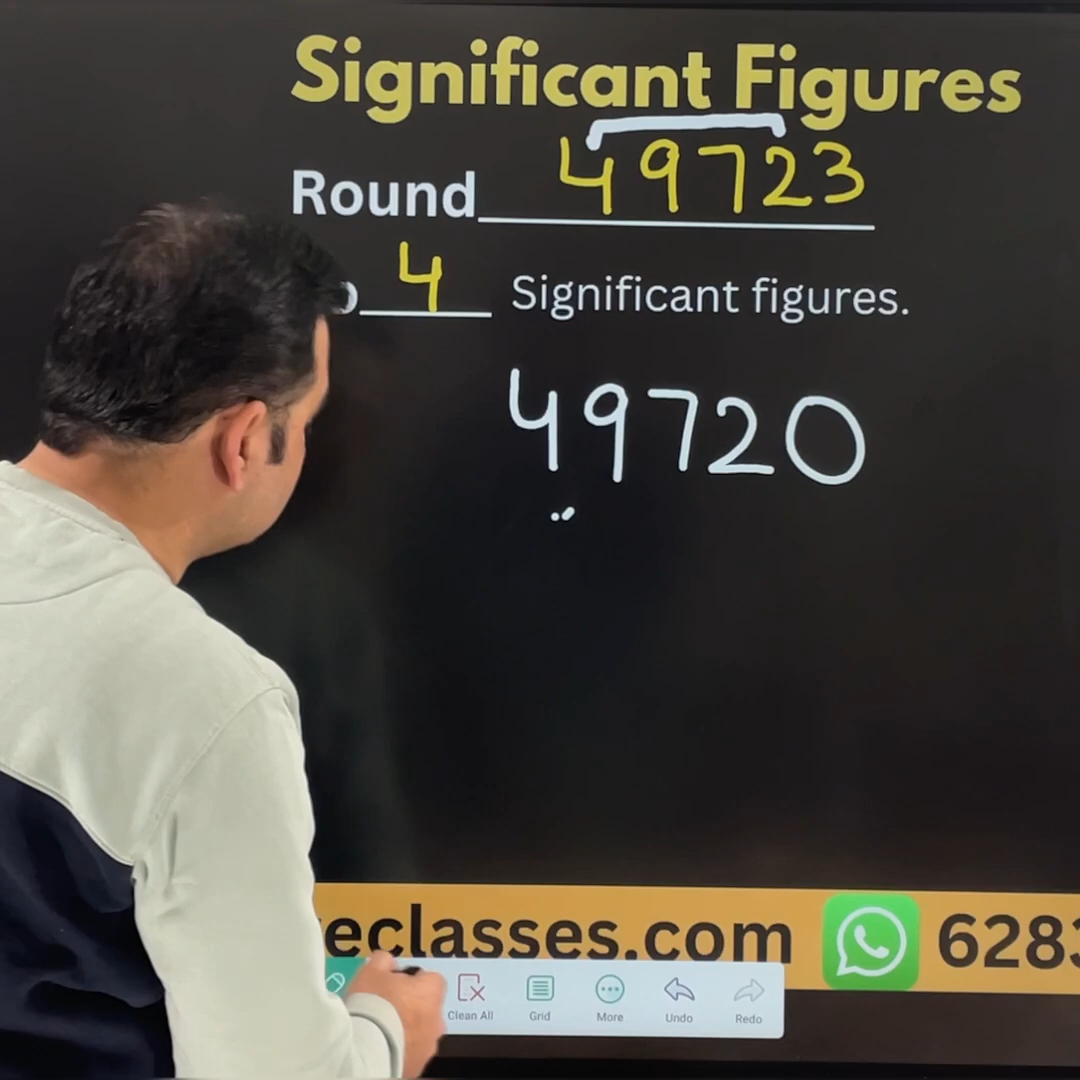 Significant Figures
Round 49723
4 Significant figures.
49720
eclasses.com 628
Clean All Grid More Undo Redo